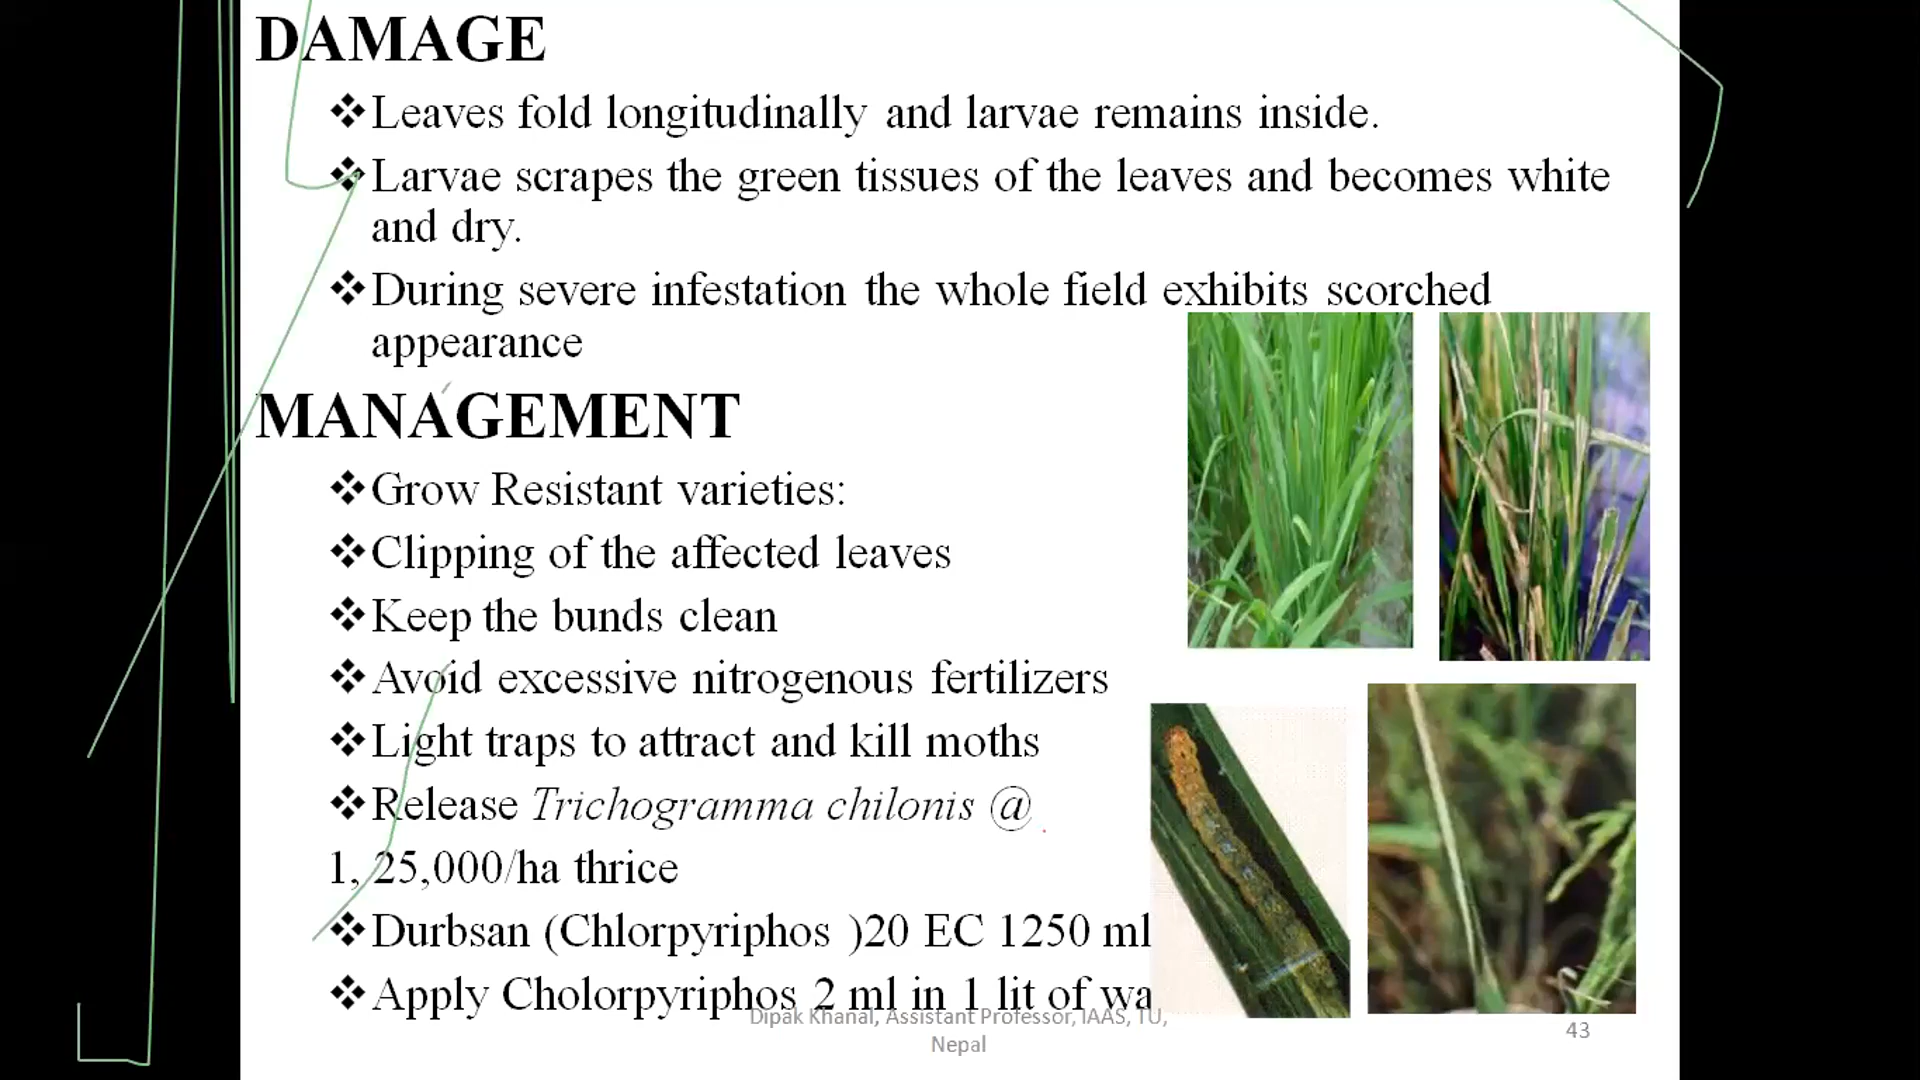 DAMAGE
❖Leaves fold longitudinally and larvae remains inside.
❖Larvae scrapes the green tissues of the leaves and becomes white
and dry.
❖During severe infestation the whole field exhibits scorched
appearance
MANAGEMENT
❖Grow Resistant varieties:
❖Clipping of the affected leaves
❖Keep the bunds clean
❖Avoid excessive nitrogenous fertilizers
❖Light traps to attract and kill moths
❖Release Trichogramma chilonis @
1, 25,000/ha thrice
❖Durbsan (Chlorpyriphos )20 EC 1250 ml
❖Apply Cholorpyriphos 2 ml in 1 lit of wa
Dipak Khanal, Assistant Professor, IAAS, TU,
Nepal
43